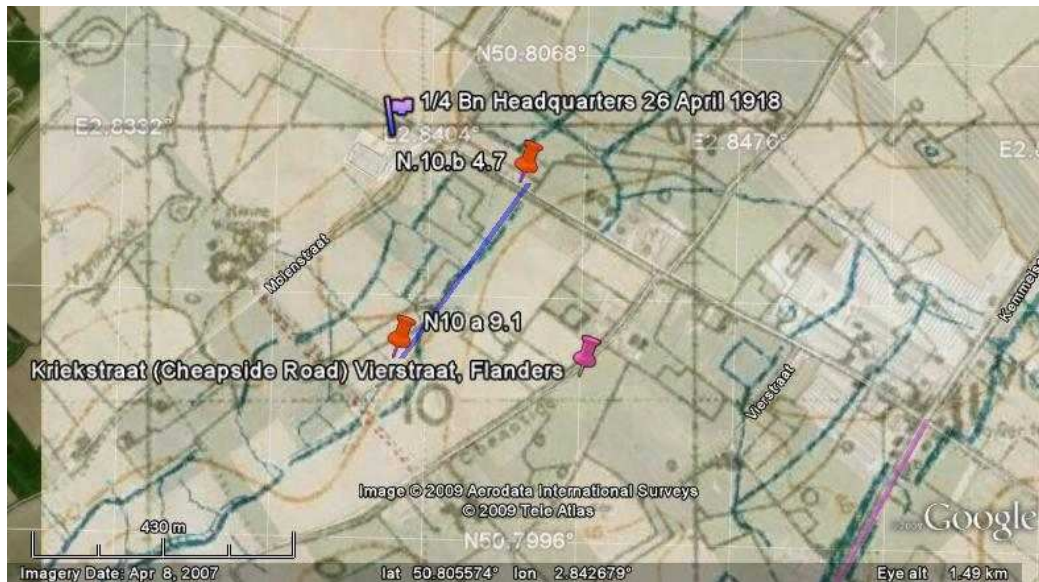 N50.8068°
1/4 Bn Headquarters 26 April 1918
E2.8332°
E2.8404°
E2.8476°
N.10.b 4.7
Molenstraat
Kemmelse
N10 a 9.1
Kriekstraat (Cheapside Road) Vierstraat, Flanders
Vierstraat
10
Cheapside
Image © 2009 Aerodata International Surveys
© 2009 Tele Atlas
430 m
©2009 Google
N50.7996°
Imagery Date: Apr 8, 2007
lat 50.805574° lon 2.842679°
Eye alt 1.49 km